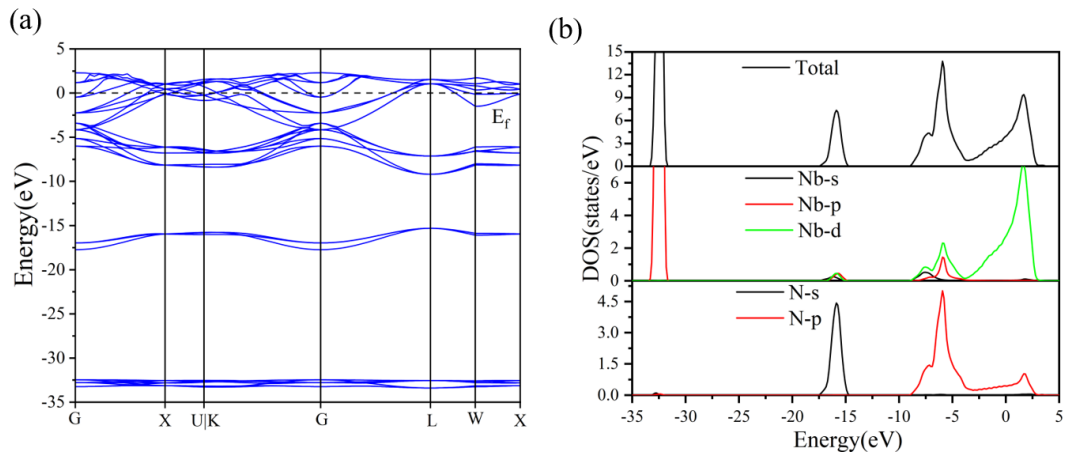 (a)
5
0
-5
-10
-15
-20
-25
-30
-35
Energy(eV)
E_f
G X U|K G L W X
(b)
15
12
9
6
3
0
Total
6
4
2
0
Nb-s
Nb-p
Nb-d
4.5
3.0
1.5
0.0
N-s
N-p
DOS(states/eV)
-35 -30 -25 -20 -15 -10 -5 0 5
Energy(eV)